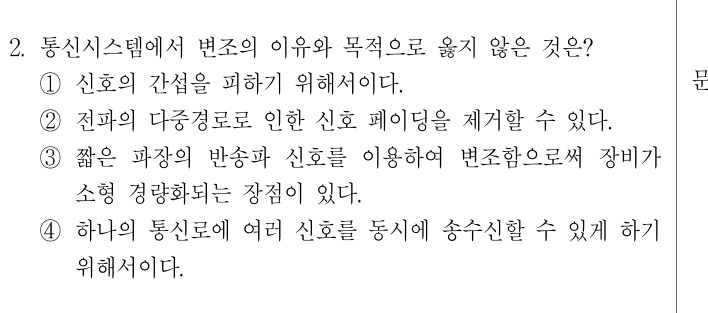 2. 통신시스템에서 변조의 이유와 목적으로 옳지 않은 것은?
① 신호의 간섭을 피하기 위해서이다.
② 전파의 다중경로로 인한 신호 페이딩을 제거할 수 있다.
③ 짧은 파장의 반송파 신호를 이용하여 변조함으로써 장비가
소형 경량화되는 장점이 있다.
④ 하나의 통신로에 여러 신호를 동시에 송수신할 수 있게 하기
위해서이다.
문